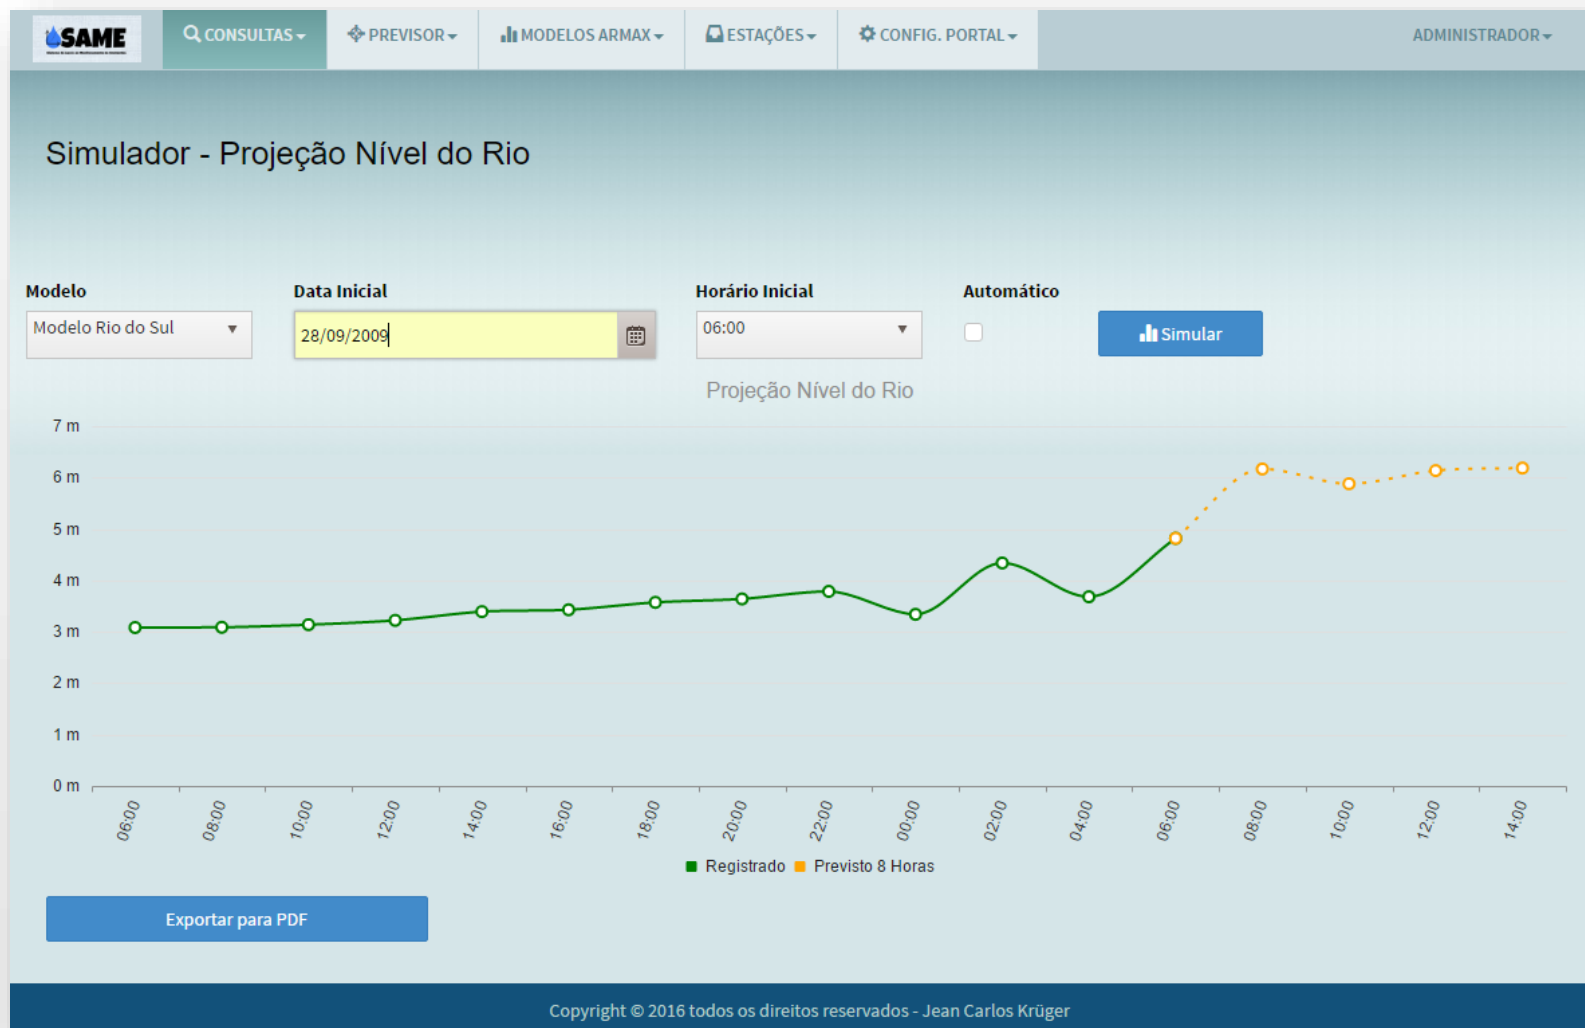 SAME
CONSULTAS
PREVISOR
MODELOS ARMAX
ESTAÇÕES
CONFIG. PORTAL
ADMINISTRADOR
Simulador - Projeção Nível do Rio
Modelo
Data Inicial
Horário Inicial
Automático
Modelo Rio do Sul
28/09/2009
06:00
Simular
Projeção Nível do Rio
7 m
6 m
5 m
4 m
3 m
2 m
1 m
0 m
06:00
08:00
10:00
12:00
14:00
16:00
18:00
20:00
22:00
00:00
02:00
04:00
06:00
08:00
10:00
12:00
14:00
Registrado
Previsto 8 Horas
Exportar para PDF
Copyright © 2016 todos os direitos reservados - Jean Carlos Krüger